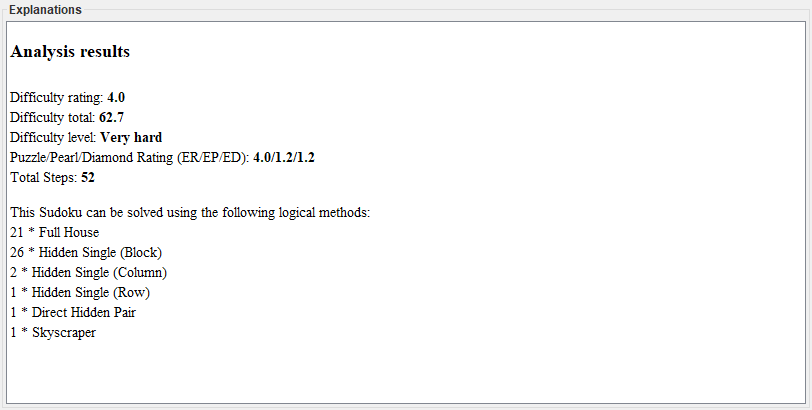 Explanations
Analysis results
Difficulty rating: 4.0
Difficulty total: 62.7
Difficulty level: Very hard
Puzzle/Pearl/Diamond Rating (ER/EP/ED): 4.0/1.2/1.2
Total Steps: 52
This Sudoku can be solved using the following logical methods:
21 * Full House
26 * Hidden Single (Block)
2 * Hidden Single (Column)
1 * Hidden Single (Row)
1 * Direct Hidden Pair
1 * Skyscraper